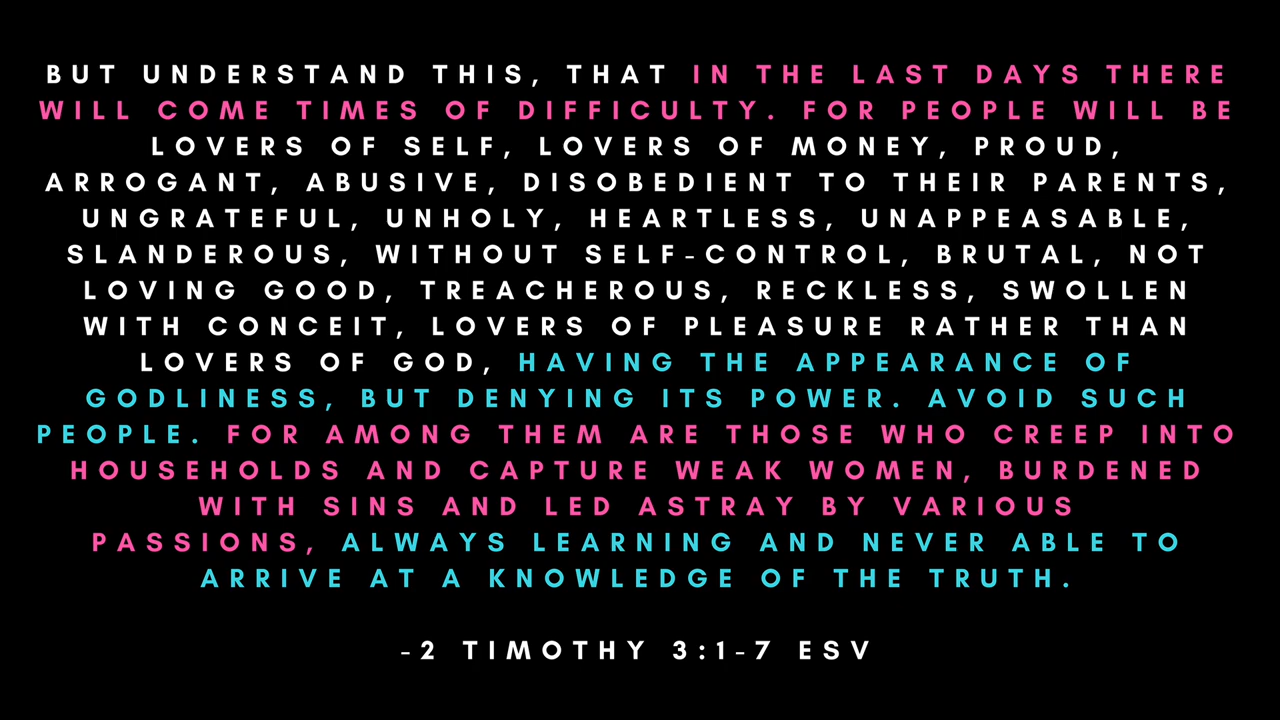 BUT UNDERSTAND THIS, THAT IN THE LAST DAYS THERE
WILL COME TIMES OF DIFFICULTY. FOR PEOPLE WILL BE
LOVERS OF SELF, LOVERS OF MONEY, PROUD,
ARROGANT, ABUSIVE, DISOBEDIENT TO THEIR PARENTS,
UNGRATEFUL, UNHOLY, HEARTLESS, UNAPPEASABLE,
SLANDEROUS, WITHOUT SELF-CONTROL, BRUTAL, NOT
LOVING GOOD, TREACHEROUS, RECKLESS, SWOLLEN
WITH CONCEIT, LOVERS OF PLEASURE RATHER THAN
LOVERS OF GOD, HAVING THE APPEARANCE OF
GODLINESS, BUT DENYING ITS POWER. AVOID SUCH
PEOPLE. FOR AMONG THEM ARE THOSE WHO CREEP INTO
HOUSEHOLDS AND CAPTURE WEAK WOMEN, BURDENED
WITH SINS AND LED ASTRAY BY VARIOUS
PASSIONS, ALWAYS LEARNING AND NEVER ABLE TO
ARRIVE AT A KNOWLEDGE OF THE TRUTH.
-2 TIMOTHY 3:1-7 ESV